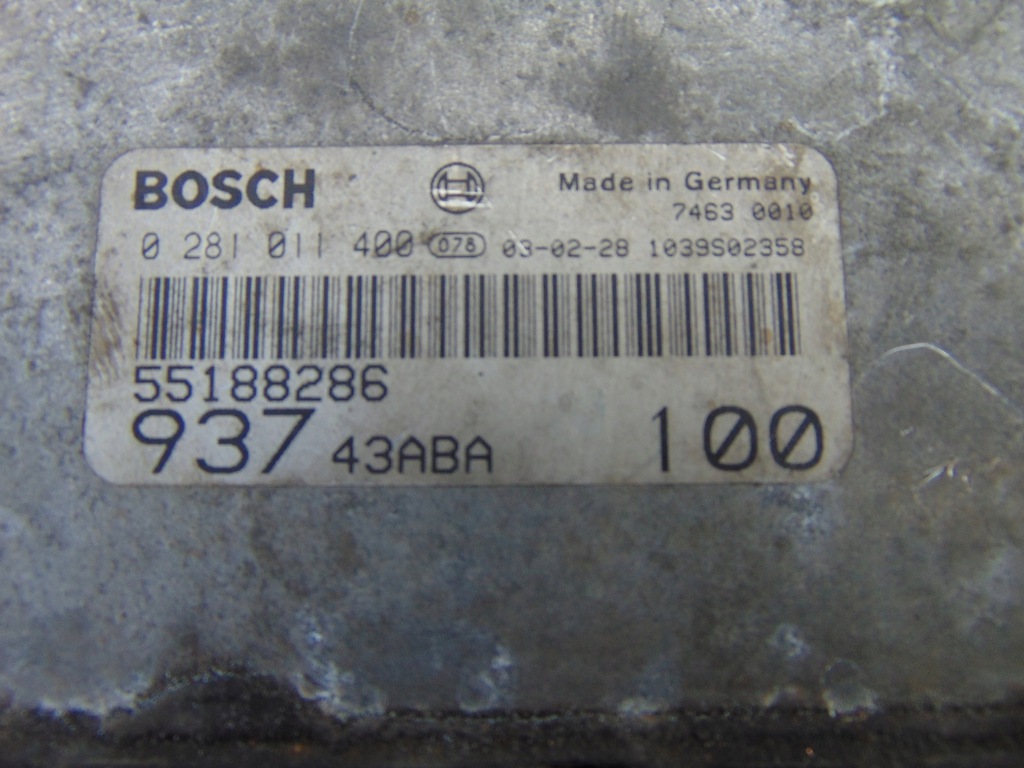 BOSCH Made in Germany
7463 0010
0 281 011 400 078 03-02-28 1039S02358
55188286
937 43ABA 100